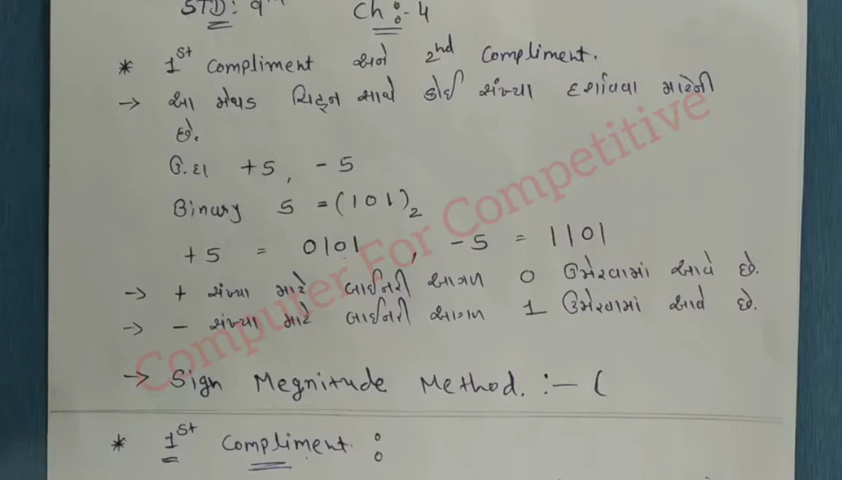 STD: 9th Ch :- 4
* 1st Compliment અને 2nd Compliment.
→ આ મેથડ ચિહ્ન સાથે કોઈ સંખ્યા દર્શાવવા માટેની
છે.
ઉ.દા +5, -5
Binary 5 = (101)2
+5 = 0101, -5 = 1101
→ + સંખ્યા માટે બાઈનરી આગળ 0 ઉમેરવામાં આવે છે.
→ - સંખ્યા માટે બાઈનરી આગળ 1 ઉમેરવામાં આવે છે.
→ Sign Megnitude Method. :- (
* 1st Compliment :
Computer For Competitive